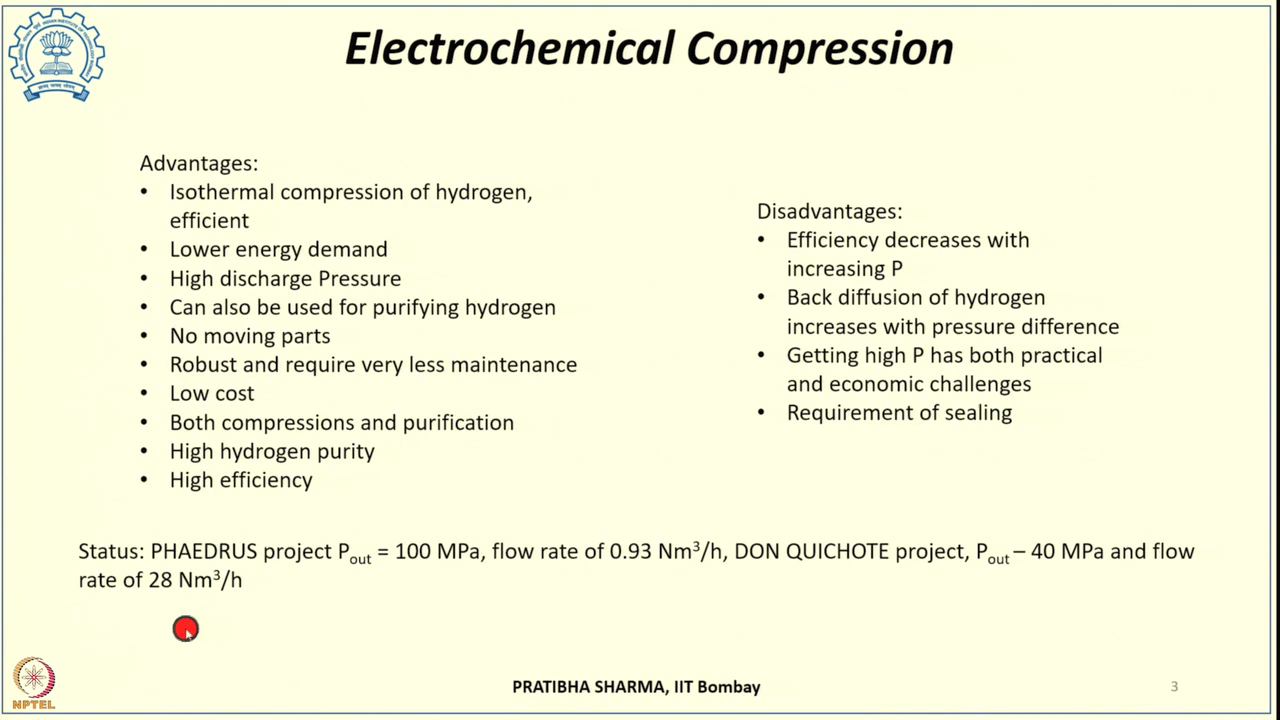 Electrochemical Compression
Advantages:
• Isothermal compression of hydrogen,
efficient
• Lower energy demand
• High discharge Pressure
• Can also be used for purifying hydrogen
• No moving parts
• Robust and require very less maintenance
• Low cost
• Both compressions and purification
• High hydrogen purity
• High efficiency
Disadvantages:
• Efficiency decreases with
increasing P
• Back diffusion of hydrogen
increases with pressure difference
• Getting high P has both practical
and economic challenges
• Requirement of sealing
Status: PHAEDRUS project Pout = 100 MPa, flow rate of 0.93 Nm³/h, DON QUICHOTE project, Pout – 40 MPa and flow
rate of 28 Nm³/h
NPTEL
PRATIBHA SHARMA, IIT Bombay
3